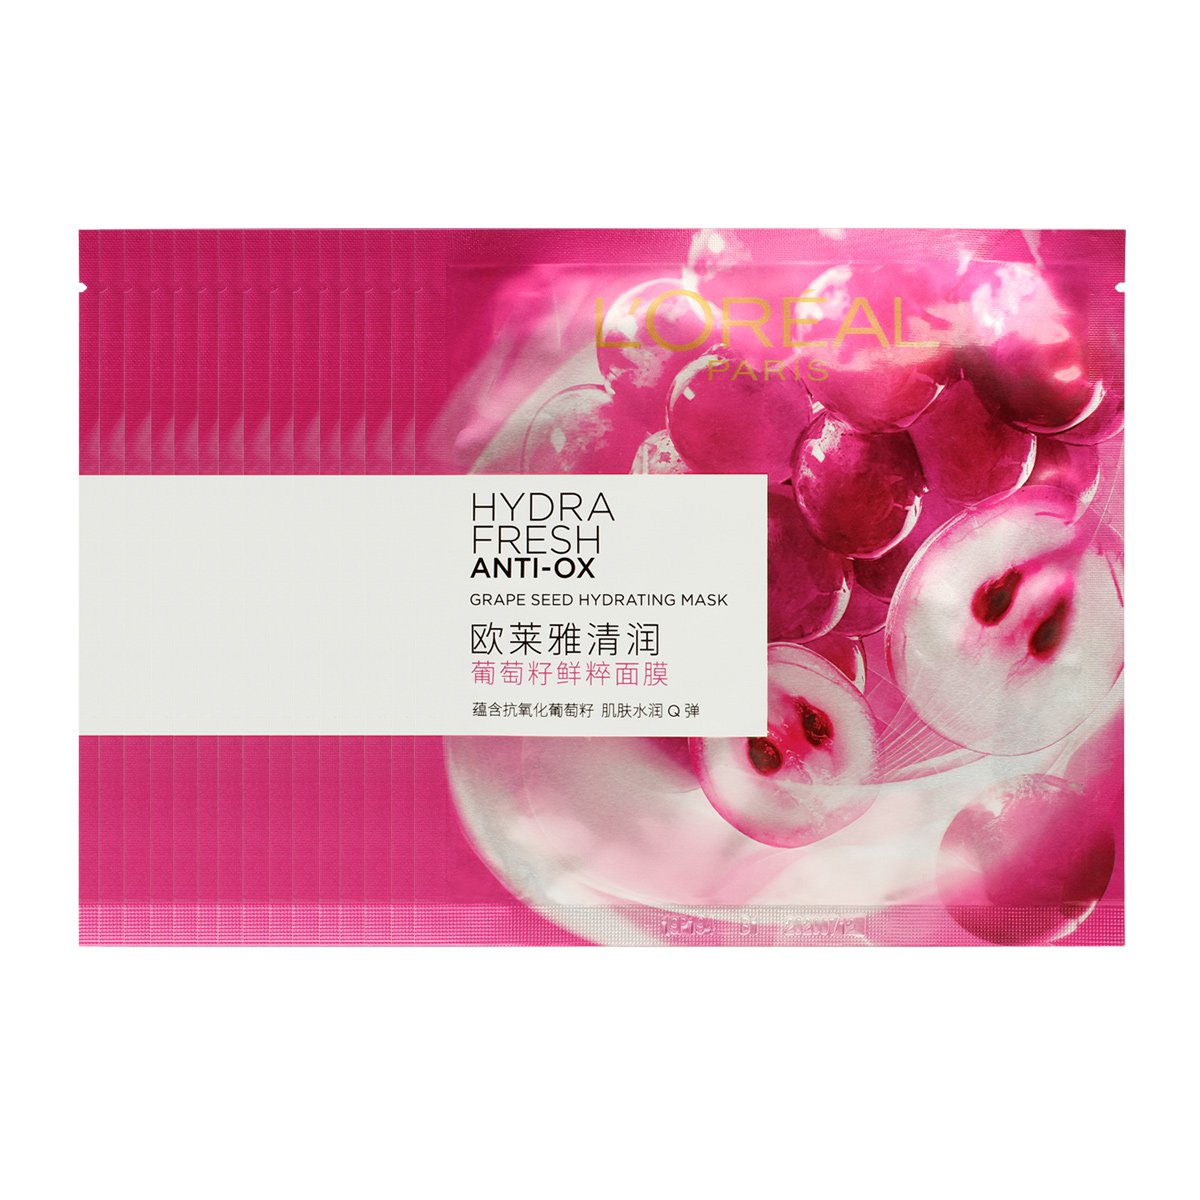 L'ORÉAL
PARIS
HYDRA
FRESH
ANTI-OX
GRAPE SEED HYDRATING MASK
欧莱雅清润
葡萄籽鲜粹面膜
蕴含抗氧化葡萄籽 肌肤水润 Q 弹